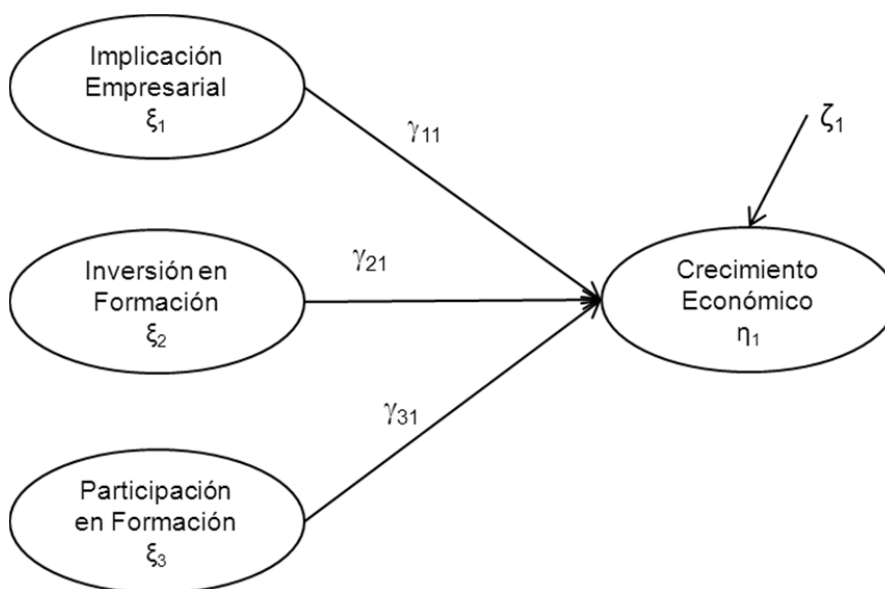 Implicación
Empresarial
ξ1
γ11
ζ1
Inversión en
Formación
ξ2
γ21
Crecimiento
Económico
η1
γ31
Participación
en Formación
ξ3